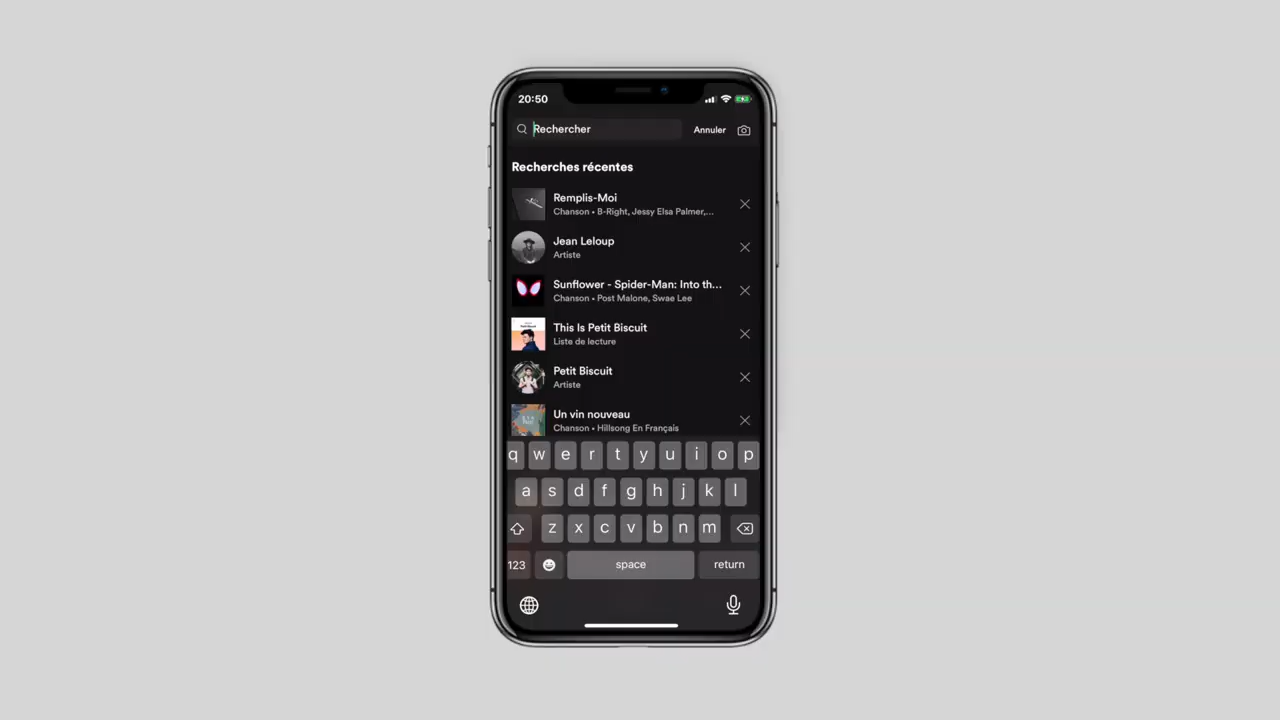 20:50
Rechercher
Annuler
Recherches récentes
Remplis-Moi
Chanson • B-Right, Jessy Elsa Palmer,...
Jean Leloup
Artiste
Sunflower - Spider-Man: Into th...
Chanson • Post Malone, Swae Lee
This Is Petit Biscuit
Liste de lecture
Petit Biscuit
Artiste
Un vin nouveau
Chanson • Hillsong En Français
q w e r t y u i o p
a s d f g h j k l
z x c v b n m
123 space return